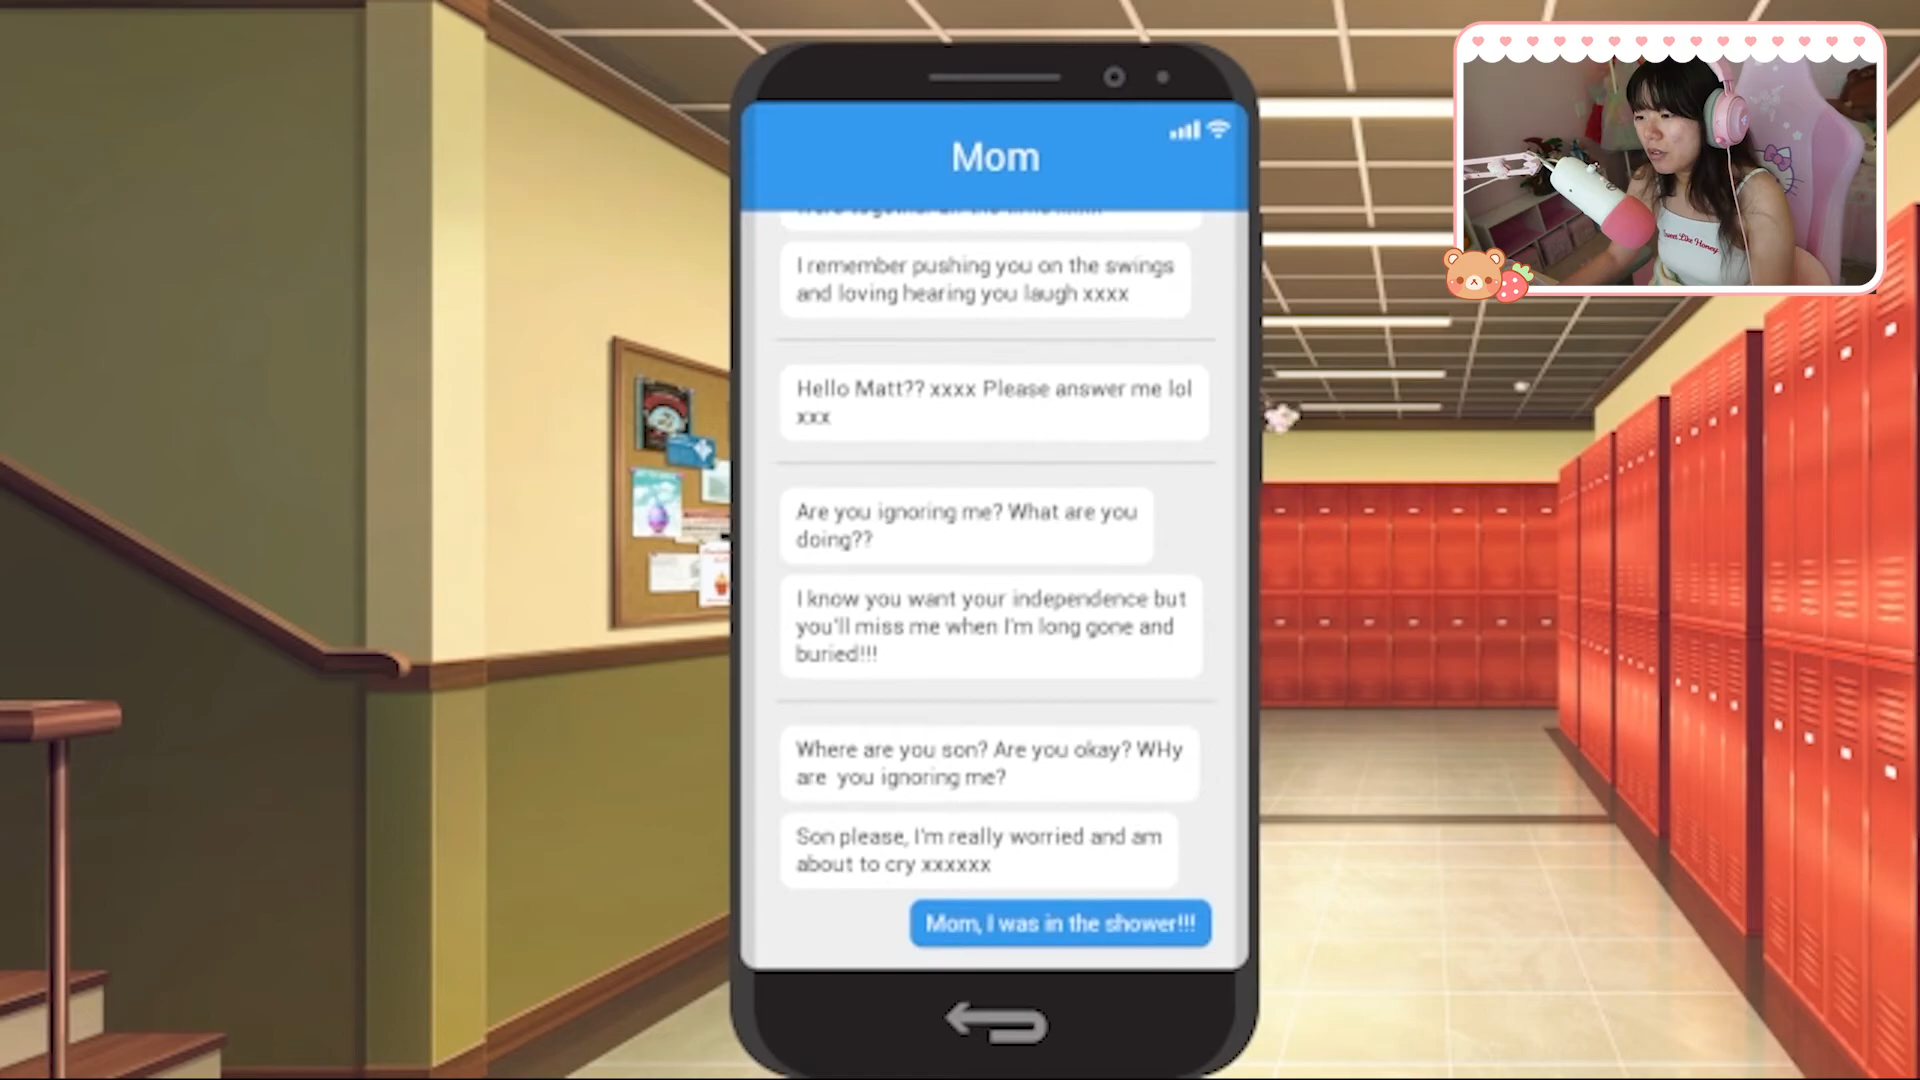 Mom
I remember pushing you on the swings
and loving hearing you laugh xxxx
Hello Matt?? xxxx Please answer me lol
xxx
Are you ignoring me? What are you
doing??
I know you want your independence but
you'll miss me when I'm long gone and
buried!!!
Where are you son? Are you okay? WHy
are  you ignoring me?
Son please, I'm really worried and am
about to cry xxxxxx
Mom, I was in the shower!!!
Sweet Like Honey